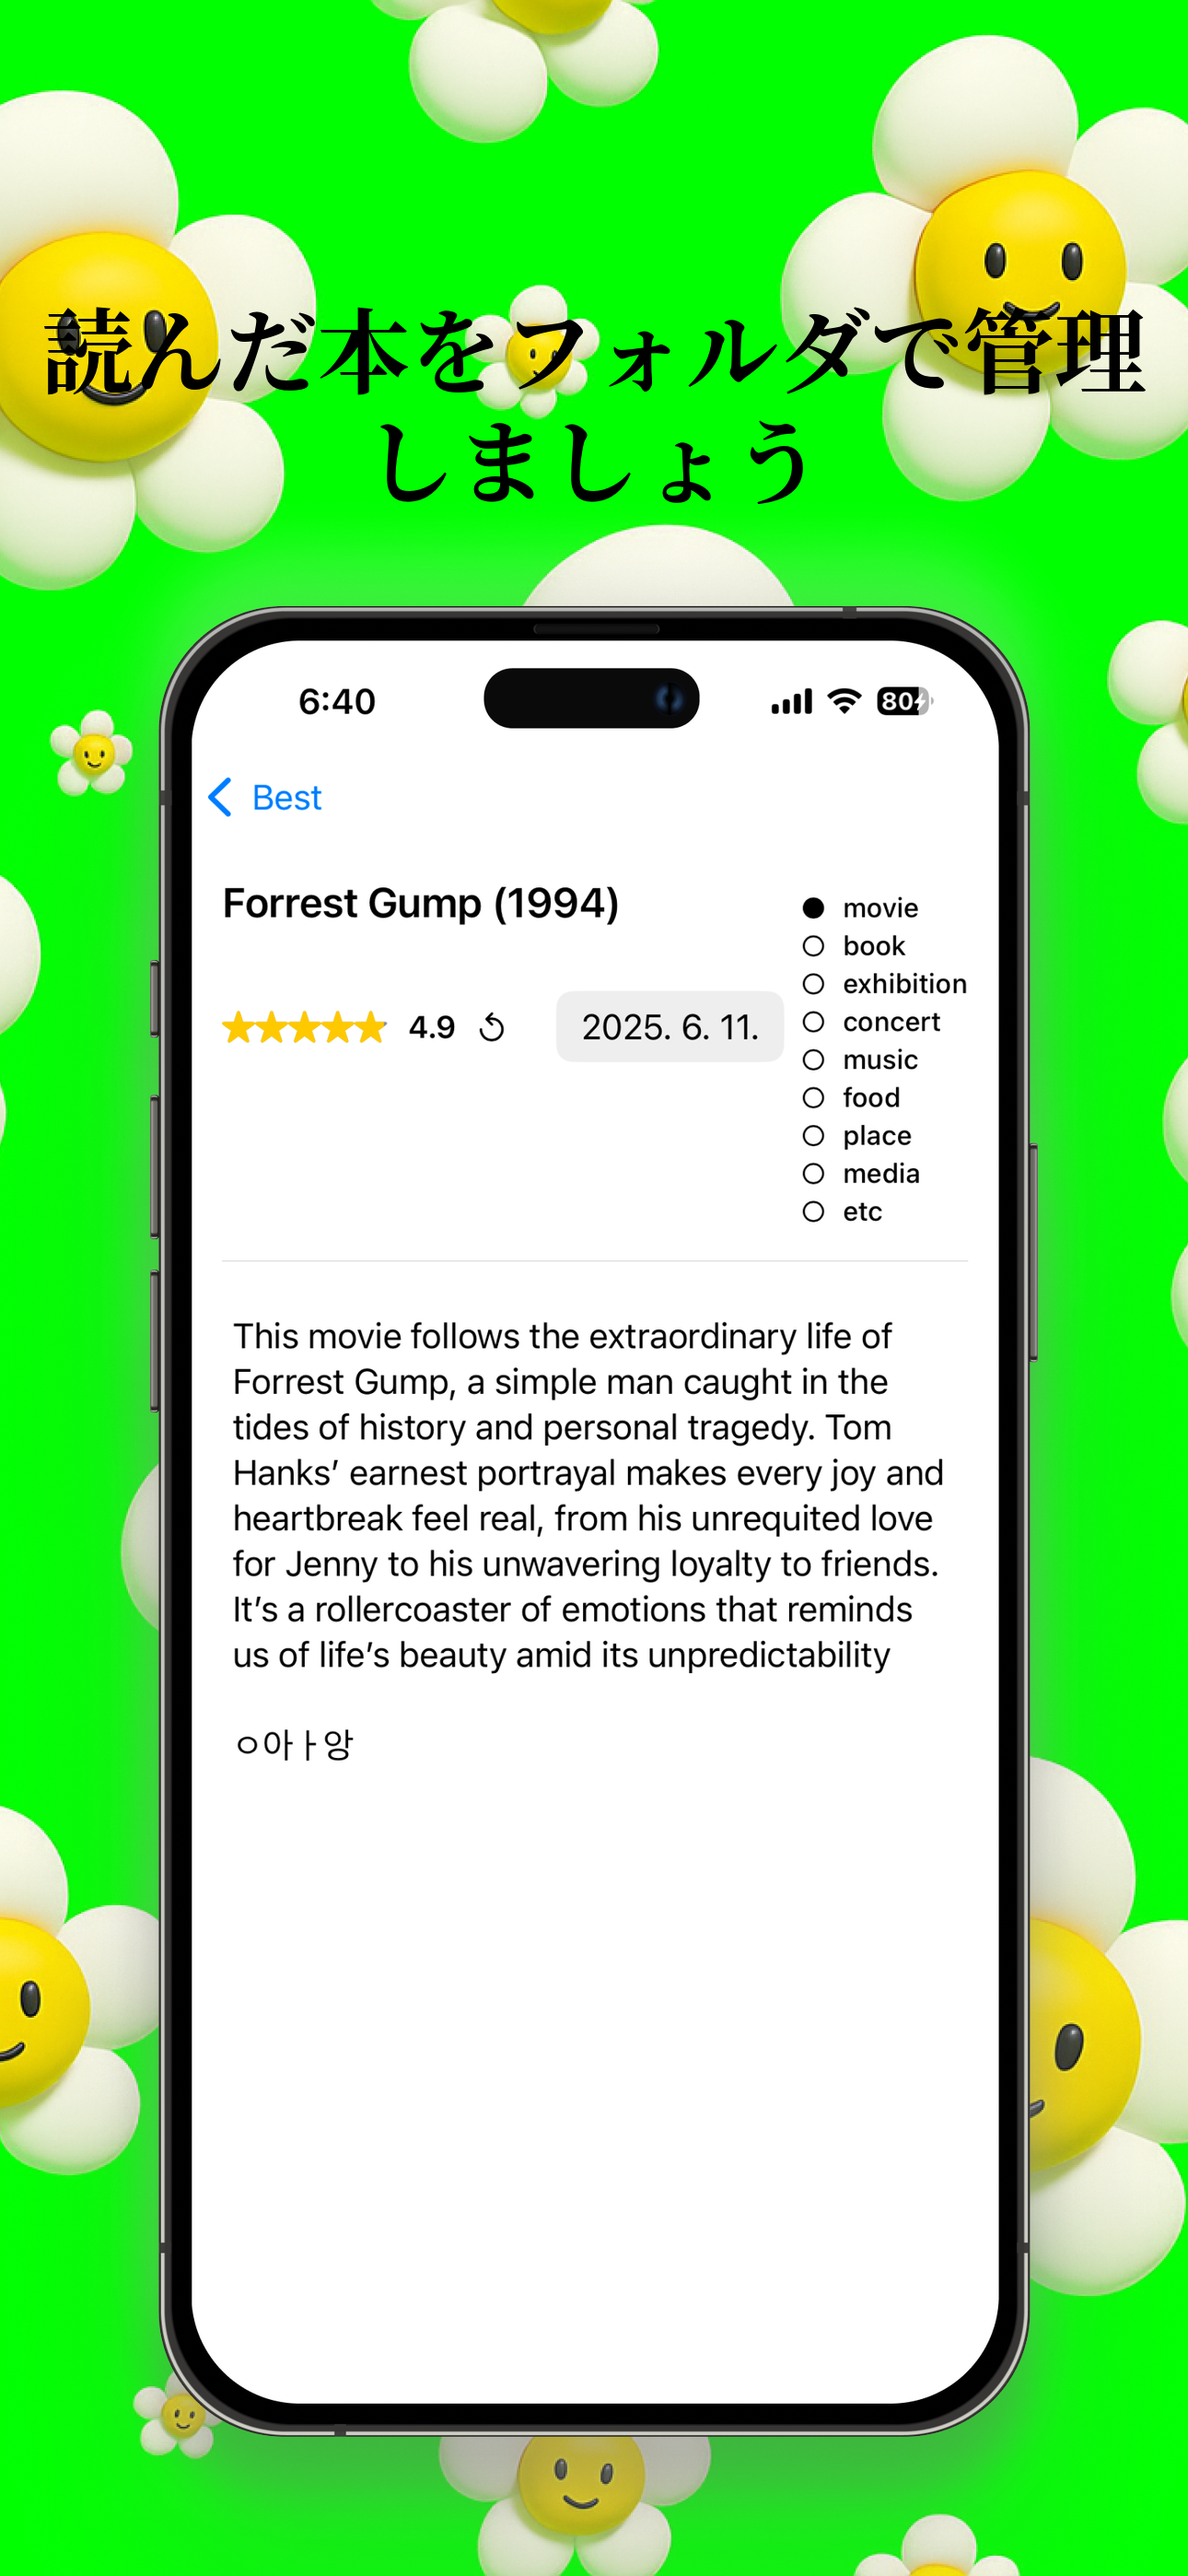 読んだ本をフォルダで管理
しましょう
6:40
80
Best
Forrest Gump (1994)
4.9
2025. 6. 11.
movie
book
exhibition
concert
music
food
place
media
etc
This movie follows the extraordinary life of
Forrest Gump, a simple man caught in the
tides of history and personal tragedy. Tom
Hanks’ earnest portrayal makes every joy and
heartbreak feel real, from his unrequited love
for Jenny to his unwavering loyalty to friends.
It’s a rollercoaster of emotions that reminds
us of life’s beauty amid its unpredictability
ㅇ아ㅏ앙